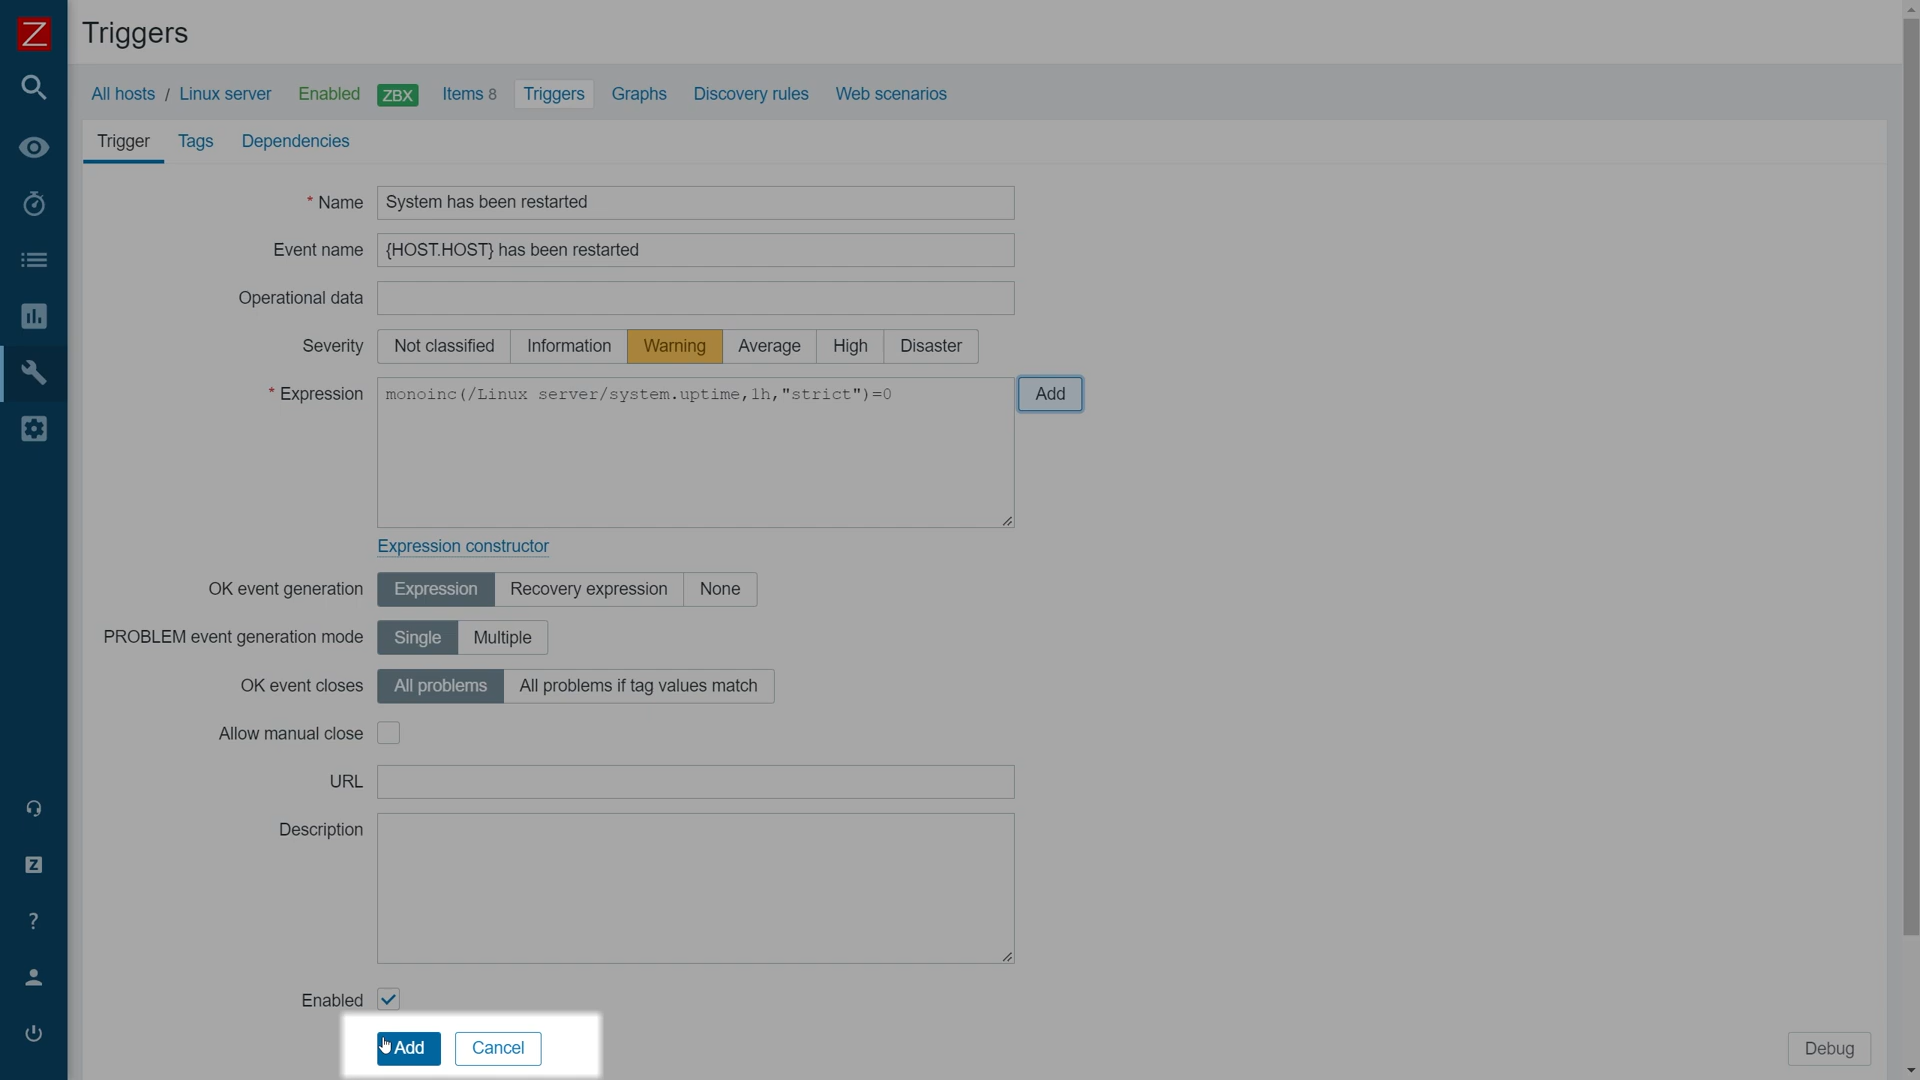 Z
Triggers
All hosts / Linux server Enabled ZBX Items 8 Triggers Graphs Discovery rules Web scenarios
Trigger Tags Dependencies
* Name System has been restarted
Event name {HOST.HOST} has been restarted
Operational data
Severity Not classified Information Warning Average High Disaster
* Expression monoinc(/Linux server/system.uptime,1h,"strict")=0 Add
Expression constructor
OK event generation Expression Recovery expression None
PROBLEM event generation mode Single Multiple
OK event closes All problems All problems if tag values match
Allow manual close
URL
Description
Z
?
Enabled
Add Cancel Debug